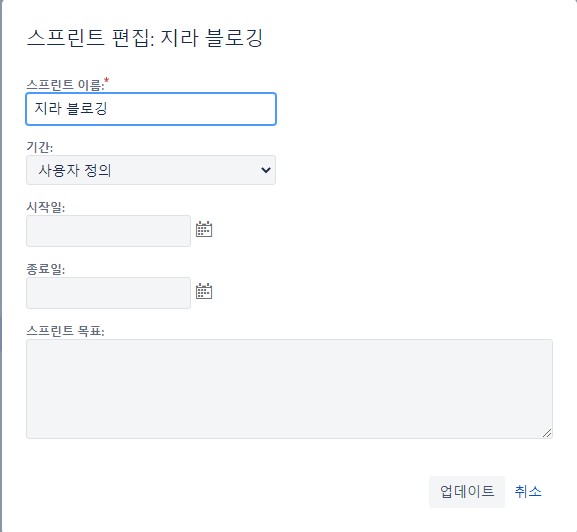 스프린트 편집: 지라 블로깅
스프린트 이름:*
지라 블로깅
기간:
사용자 정의
시작일:
종료일:
스프린트 목표:
업데이트 취소